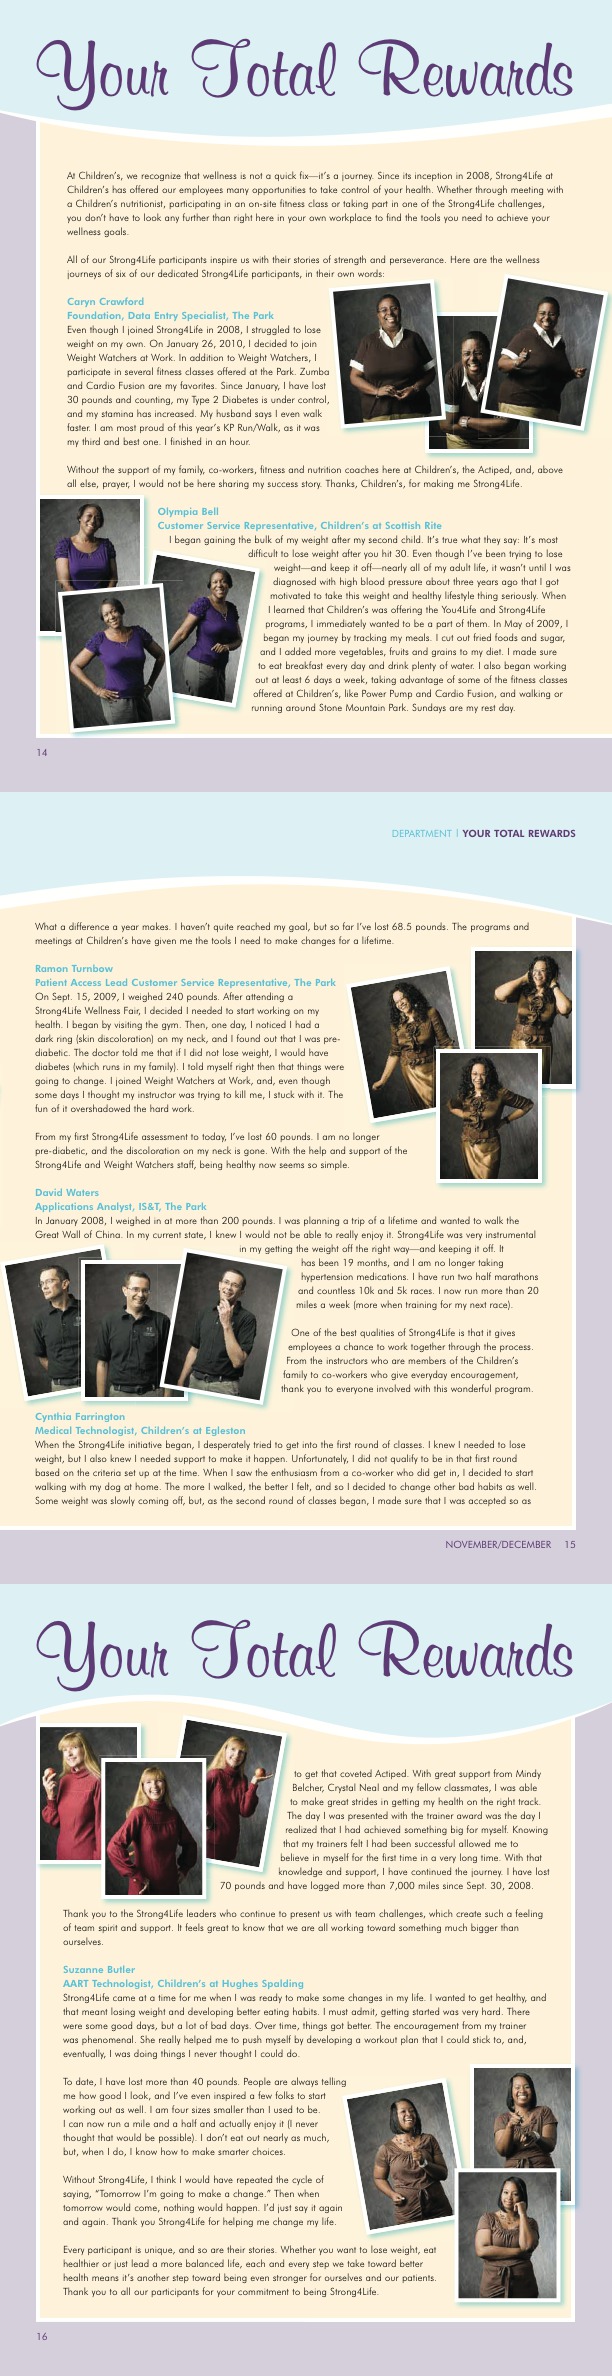 Your Total Rewards
At Children's, we recognize that wellness is not a quick fix—it's a journey. Since its inception in 2008, Strong4Life at
Children's has offered our employees many opportunities to take control of your health. Whether through meeting with
a Children's nutritionist, participating in an on-site fitness class or taking part in one of the Strong4Life challenges,
you don't have to look any further than right here in your own workplace to find the tools you need to achieve your
wellness goals.
All of our Strong4Life participants inspire us with their stories of strength and perseverance. Here are the wellness
journeys of six of our dedicated Strong4Life participants, in their own words:
Caryn Crawford
Foundation, Data Entry Specialist, The Park
Even though I joined Strong4Life in 2008, I struggled to lose
weight on my own. On January 26, 2010, I decided to join
Weight Watchers at Work. In addition to Weight Watchers, I
participate in several fitness classes offered at the Park. Zumba
and Cardio Fusion are my favorites. Since January, I have lost
30 pounds and counting, my Type 2 Diabetes is under control,
and my stamina has increased. My husband says I even walk
faster. I am most proud of this year's KP Run/Walk, as it was
my third and best one. I finished in an hour.
Without the support of my family, co-workers, fitness and nutrition coaches here at Children's, the Actiped, and, above
all else, prayer, I would not be here sharing my success story. Thanks, Children's, for making me Strong4Life.
Olympia Bell
Customer Service Representative, Children's at Scottish Rite
I began gaining the bulk of my weight after my second child. It's true what they say: It's most
difficult to lose weight after you hit 30. Even though I've been trying to lose
weight—and keep it off—nearly all of my adult life, it wasn't until I was
diagnosed with high blood pressure about three years ago that I got
motivated to take this weight and healthy lifestyle thing seriously. When
I learned that Children's was offering the You4Life and Strong4Life
programs, I immediately wanted to be a part of them. In May of 2009, I
began my journey by tracking my meals. I cut out fried foods and sugar,
and I added more vegetables, fruits and grains to my diet. I made sure
to eat breakfast every day and drink plenty of water. I also began working
out at least 6 days a week, taking advantage of some of the fitness classes
offered at Children's, like Power Pump and Cardio Fusion, and walking or
running around Stone Mountain Park. Sundays are my rest day.
14
DEPARTMENT | YOUR TOTAL REWARDS
What a difference a year makes. I haven't quite reached my goal, but so far I've lost 68.5 pounds. The programs and
meetings at Children's have given me the tools I need to make changes for a lifetime.
Ramon Turnbow
Patient Access Lead Customer Service Representative, The Park
On Sept. 15, 2009, I weighed 240 pounds. After attending a
Strong4Life Wellness Fair, I decided I needed to start working on my
health. I began by visiting the gym. Then, one day, I noticed I had a
dark ring (skin discoloration) on my neck, and I found out that I was pre-
diabetic. The doctor told me that if I did not lose weight, I would have
diabetes (which runs in my family). I told myself right then that things were
going to change. I joined Weight Watchers at Work, and, even though
some days I thought my instructor was trying to kill me, I stuck with it. The
fun of it overshadowed the hard work.
From my first Strong4Life assessment to today, I've lost 60 pounds. I am no longer
pre-diabetic, and the discoloration on my neck is gone. With the help and support of the
Strong4Life and Weight Watchers staff, being healthy now seems so simple.
David Waters
Applications Analyst, IS&T, The Park
In January 2008, I weighed in at more than 200 pounds. I was planning a trip of a lifetime and wanted to walk the
Great Wall of China. In my current state, I knew I would not be able to really enjoy it. Strong4Life was very instrumental
in my getting the weight off the right way—and keeping it off. It
has been 19 months, and I am no longer taking
hypertension medications. I have run two half marathons
and countless 10k and 5k races. I now run more than 20
miles a week (more when training for my next race).
One of the best qualities of Strong4Life is that it gives
employees a chance to work together through the process.
From the instructors who are members of the Children's
family to co-workers who give everyday encouragement,
thank you to everyone involved with this wonderful program.
Cynthia Farrington
Medical Technologist, Children's at Egleston
When the Strong4Life initiative began, I desperately tried to get into the first round of classes. I knew I needed to lose
weight, but I also knew I needed support to make it happen. Unfortunately, I did not qualify to be in that first round
based on the criteria set up at the time. When I saw the enthusiasm from a co-worker who did get in, I decided to start
walking with my dog at home. The more I walked, the better I felt, and so I decided to change other bad habits as well.
Some weight was slowly coming off, but, as the second round of classes began, I made sure that I was accepted so as
NOVEMBER/DECEMBER 15
Your Total Rewards
to get that coveted Actiped. With great support from Mindy
Belcher, Crystal Neal and my fellow classmates, I was able
to make great strides in getting my health on the right track.
The day I was presented with the trainer award was the day I
realized that I had achieved something big for myself. Knowing
that my trainers felt I had been successful allowed me to
believe in myself for the first time in a very long time. With that
knowledge and support, I have continued the journey. I have lost
70 pounds and have logged more than 7,000 miles since Sept. 30, 2008.
Thank you to the Strong4Life leaders who continue to present us with team challenges, which create such a feeling
of team spirit and support. It feels great to know that we are all working toward something much bigger than
ourselves.
Suzanne Butler
AART Technologist, Children's at Hughes Spalding
Strong4Life came at a time for me when I was ready to make some changes in my life. I wanted to get healthy, and
that meant losing weight and developing better eating habits. I must admit, getting started was very hard. There
were some good days, but a lot of bad days. Over time, things got better. The encouragement from my trainer
was phenomenal. She really helped me to push myself by developing a workout plan that I could stick to, and,
eventually, I was doing things I never thought I could do.
To date, I have lost more than 40 pounds. People are always telling
me how good I look, and I've even inspired a few folks to start
working out as well. I am four sizes smaller than I used to be.
I can now run a mile and a half and actually enjoy it (I never
thought that would be possible). I don't eat out nearly as much,
but, when I do, I know how to make smarter choices.
Without Strong4Life, I think I would have repeated the cycle of
saying, "Tomorrow I'm going to make a change." Then when
tomorrow would come, nothing would happen. I'd just say it again
and again. Thank you Strong4Life for helping me change my life.
Every participant is unique, and so are their stories. Whether you want to lose weight, eat
healthier or just lead a more balanced life, each and every step we take toward better
health means it's another step toward being even stronger for ourselves and our patients.
Thank you to all our participants for your commitment to being Strong4Life.
16